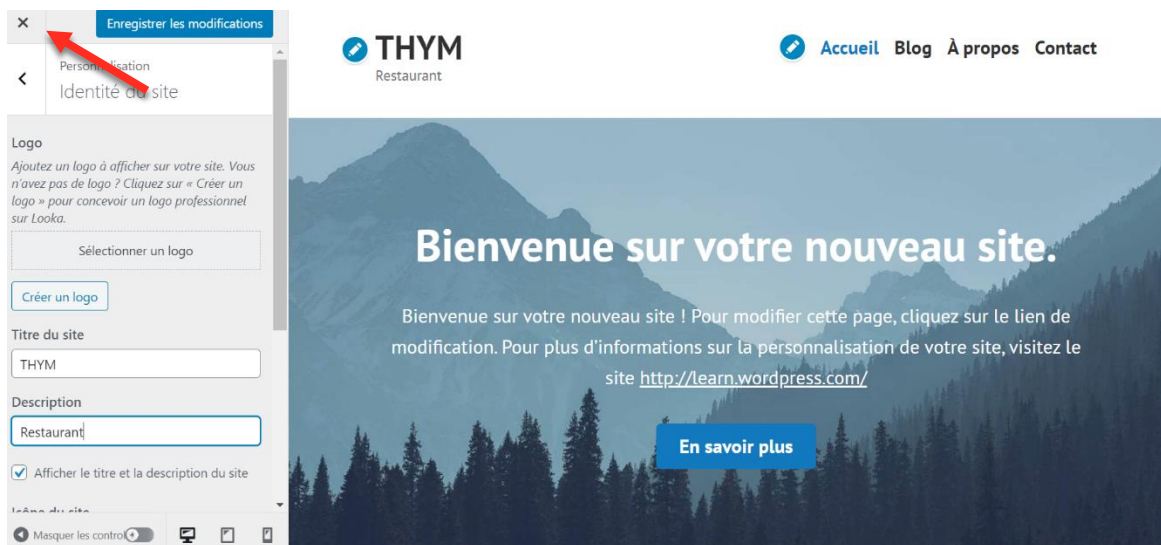 Enregistrer les modifications
Personnalisation
Identité du site
Logo
Ajoutez un logo à afficher sur votre site. Vous
n'avez pas de logo ? Cliquez sur « Créer un
logo » pour concevoir un logo professionnel
sur Looka.
Sélectionner un logo
Créer un logo
Titre du site
THYM
Description
Restaurant
Afficher le titre et la description du site
Icône du site
Masquer les control
THYM
Restaurant
Accueil Blog À propos Contact
Bienvenue sur votre nouveau site.
Bienvenue sur votre nouveau site ! Pour modifier cette page, cliquez sur le lien de
modification. Pour plus d'informations sur la personnalisation de votre site, visitez le
site http://learn.wordpress.com/
En savoir plus